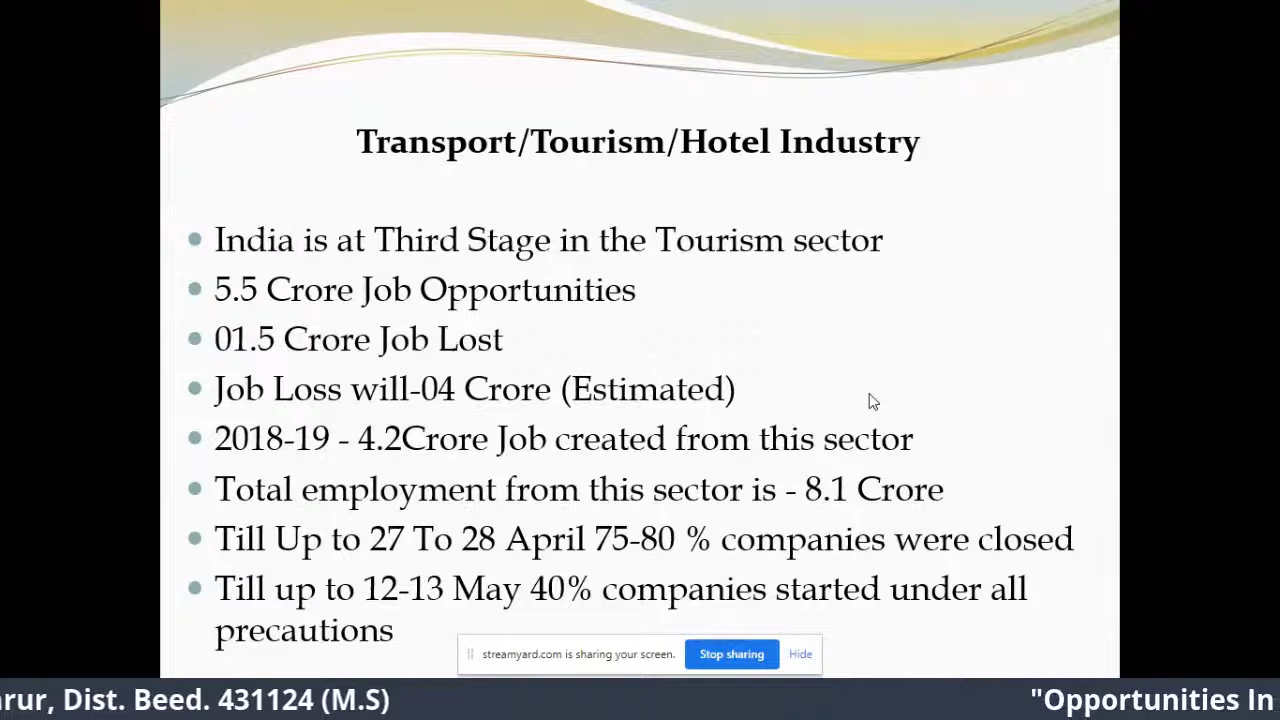 Transport/Tourism/Hotel Industry
India is at Third Stage in the Tourism sector
5.5 Crore Job Opportunities
01.5 Crore Job Lost
Job Loss will-04 Crore (Estimated)
2018-19 - 4.2Crore Job created from this sector
Total employment from this sector is - 8.1 Crore
Till Up to 27 To 28 April 75-80 % companies were closed
Till up to 12-13 May 40% companies started under all
precautions
streamyard.com is sharing your screen. Stop sharing Hide
rur, Dist. Beed. 431124 (M.S) "Opportunities In